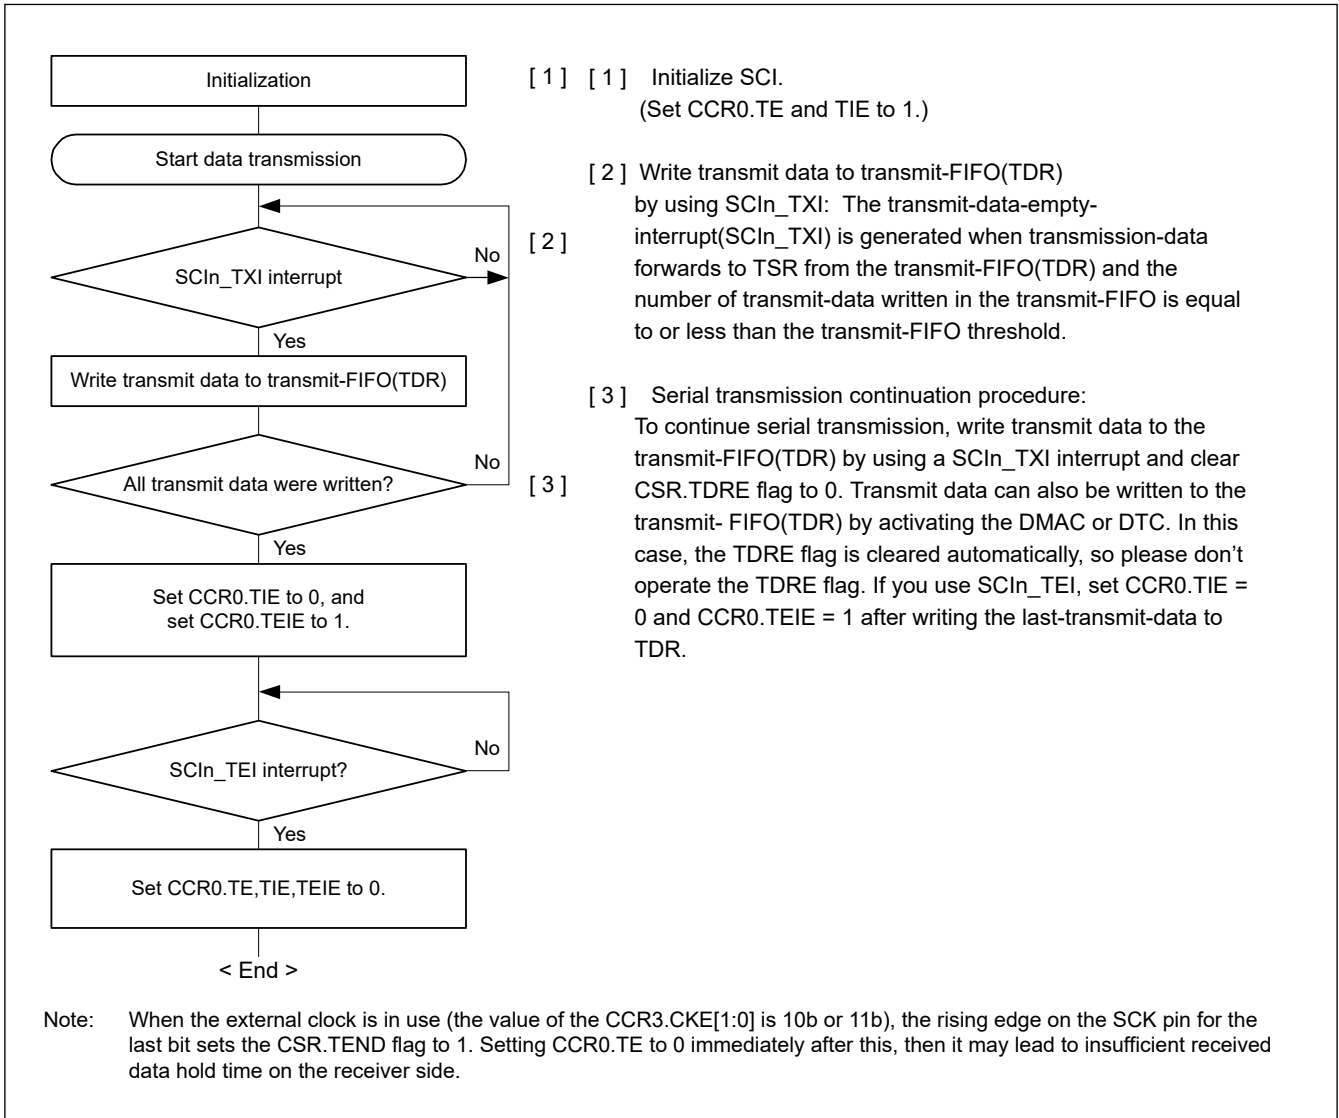 Initialization
[ 1 ]
Start data transmission
SCIn_TXI interrupt
No
[ 2 ]
Yes
Write transmit data to transmit-FIFO(TDR)
All transmit data were written?
No
[ 3 ]
Yes
Set CCR0.TIE to 0, and
set CCR0.TEIE to 1.
SCIn_TEI interrupt?
No
Yes
Set CCR0.TE,TIE,TEIE to 0.
< End >
[ 1 ] Initialize SCI.
(Set CCR0.TE and TIE to 1.)
[ 2 ] Write transmit data to transmit-FIFO(TDR)
by using SCIn_TXI: The transmit-data-empty-
interrupt(SCIn_TXI) is generated when transmission-data
forwards to TSR from the transmit-FIFO(TDR) and the
number of transmit-data written in the transmit-FIFO is equal
to or less than the transmit-FIFO threshold.
[ 3 ] Serial transmission continuation procedure:
To continue serial transmission, write transmit data to the
transmit-FIFO(TDR) by using a SCIn_TXI interrupt and clear
CSR.TDRE flag to 0. Transmit data can also be written to the
transmit- FIFO(TDR) by activating the DMAC or DTC. In this
case, the TDRE flag is cleared automatically, so please don't
operate the TDRE flag. If you use SCIn_TEI, set CCR0.TIE =
0 and CCR0.TEIE = 1 after writing the last-transmit-data to
TDR.
Note: When the external clock is in use (the value of the CCR3.CKE[1:0] is 10b or 11b), the rising edge on the SCK pin for the
last bit sets the CSR.TEND flag to 1. Setting CCR0.TE to 0 immediately after this, then it may lead to insufficient received
data hold time on the receiver side.